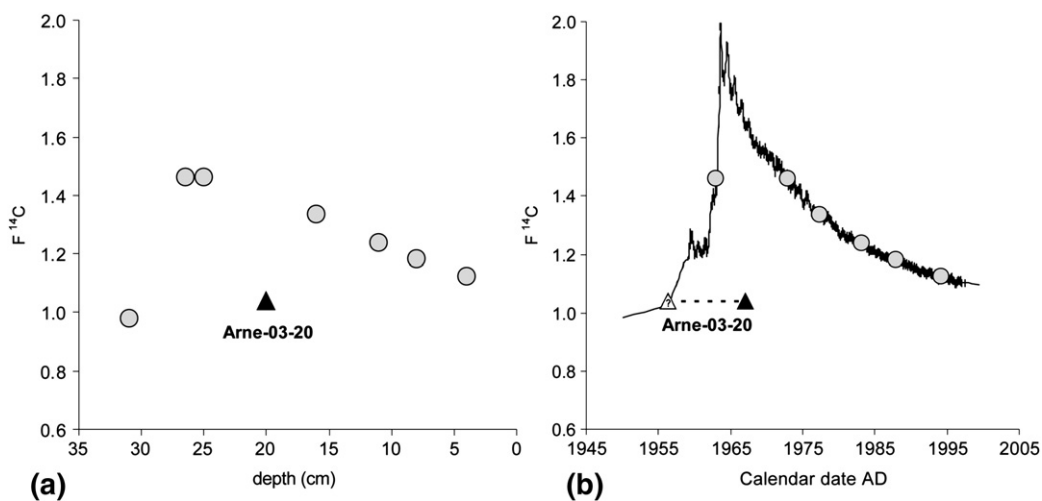 2.0
1.8
1.6
1.4
1.2
1.0
0.8
0.6
F 14C
35 30 25 20 15 10 5 0
depth (cm)
Arne-03-20
(a)
2.0
1.8
1.6
1.4
1.2
1.0
0.8
0.6
F 14C
1945 1955 1965 1975 1985 1995 2005
Calendar date AD
?
Arne-03-20
(b)